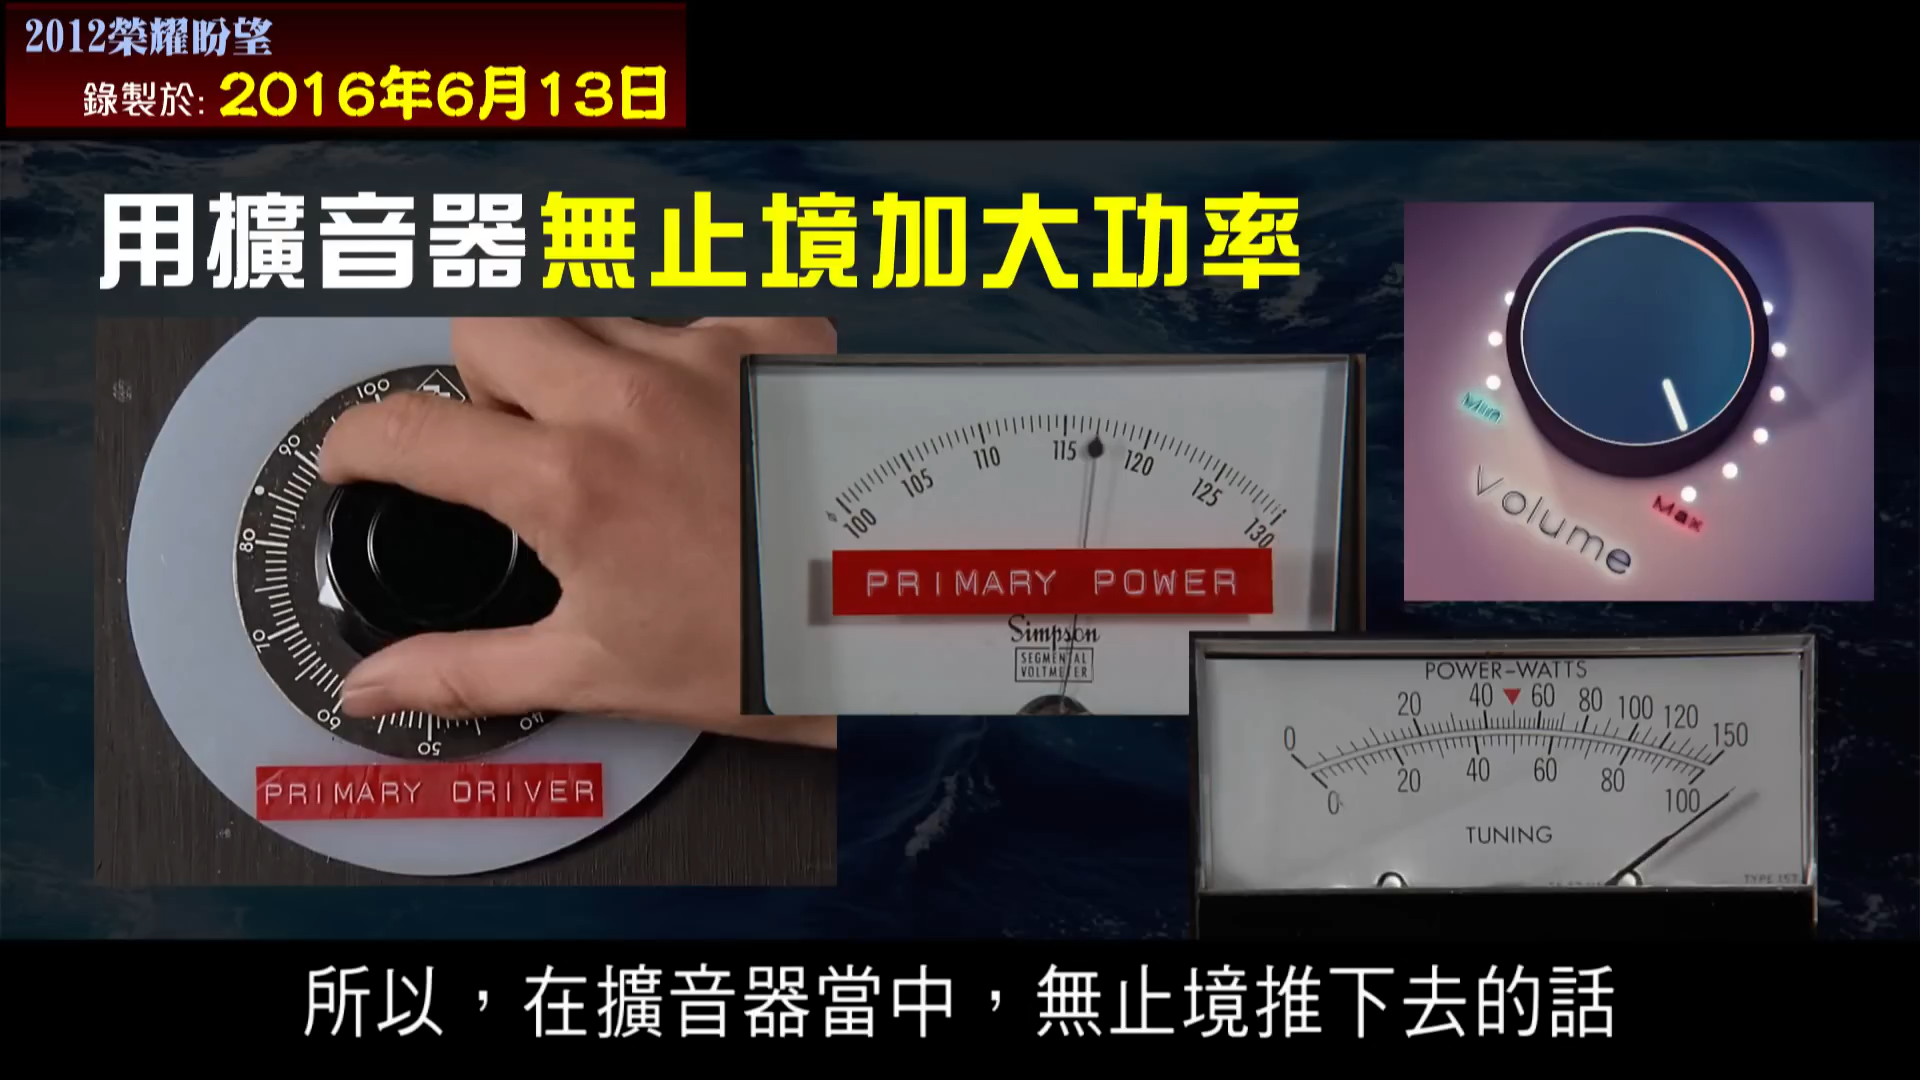 2012榮耀盼望
錄製於: 2016年6月13日
用擴音器無止境加大功率
100
90
80
70
60
50
40
PRIMARY DRIVER
100 105 110 115 120 125 130
PRIMARY POWER
Simpson
SEGMENTAL
VOLTMETER
Min
Max
Volume
POWER-WATTS
0 20 40 60 80 100 120 150
0 20 40 60 80 100
TUNING
所以，在擴音器當中，無止境推下去的話